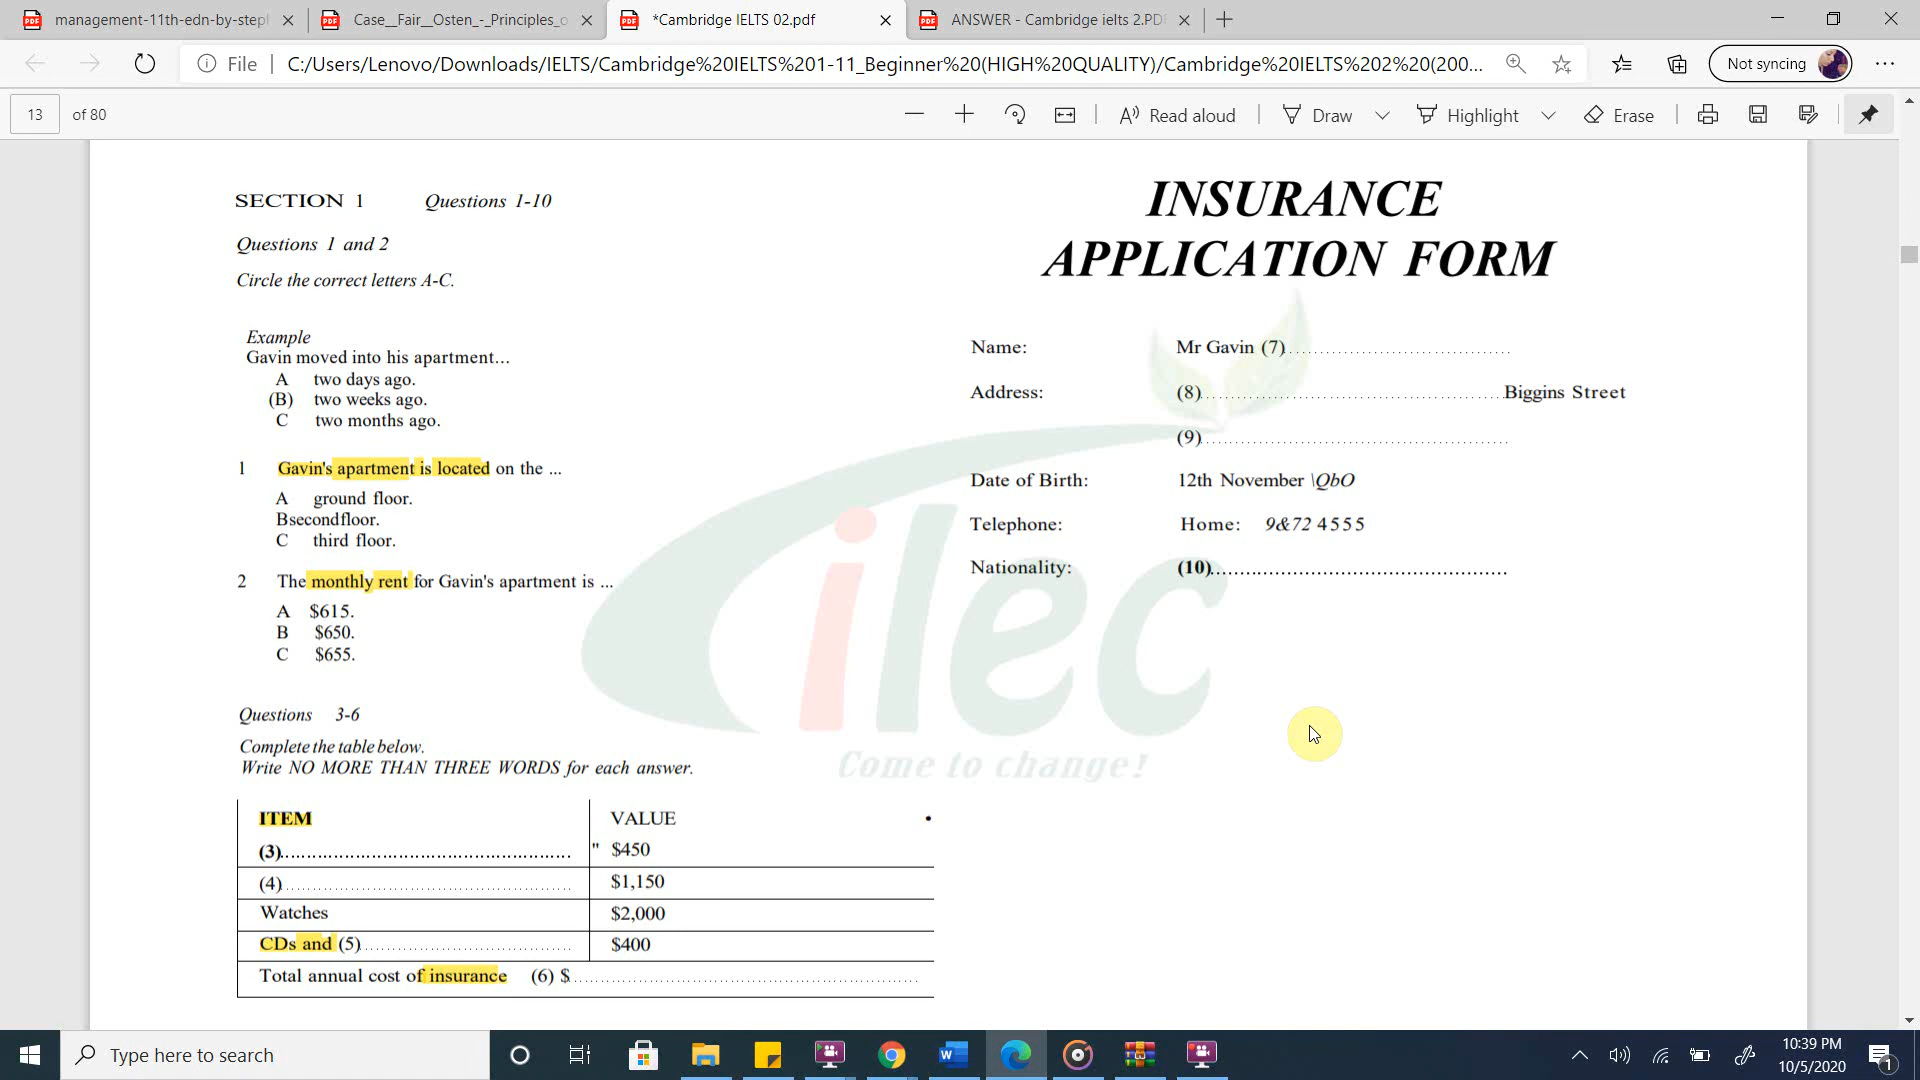 management-11th-edn-by-steph
Case__Fair__Osten_-_Principles_o
*Cambridge IELTS 02.pdf
ANSWER - Cambridge ielts 2.PDF
File
C:/Users/Lenovo/Downloads/IELTS/Cambridge%20IELTS%201-11_Beginner%20(HIGH%20QUALITY)/Cambridge%20IELTS%202%20(200...
Not syncing
13 of 80
Read aloud
Draw
Highlight
Erase
SECTION 1 Questions 1-10
Questions 1 and 2
Circle the correct letters A-C.
Example
Gavin moved into his apartment…
A two days ago.
(B) two weeks ago.
C two months ago.
1 Gavin's apartment is located on the ...
A ground floor.
Bsecondfloor.
C third floor.
2 The monthly rent for Gavin's apartment is ...
A $615.
B $650.
C $655.
Questions 3-6
Complete the table below.
Write NO MORE THAN THREE WORDS for each answer.
ITEM VALUE •
(3)................................................ " $450
(4)................................................ $1,150
Watches $2,000
CDs and (5)................................... $400
Total annual cost of insurance (6) $............................................................
INSURANCE
APPLICATION FORM
Name: Mr Gavin (7)......................................
Address: (8)..................................................Biggins Street
(9)..................................................
Date of Birth: 12th November \QbO
Telephone: Home: 9&72 4555
Nationality: (10)..................................................
ilec
Come to change!
Type here to search
10:39 PM
10/5/2020
1